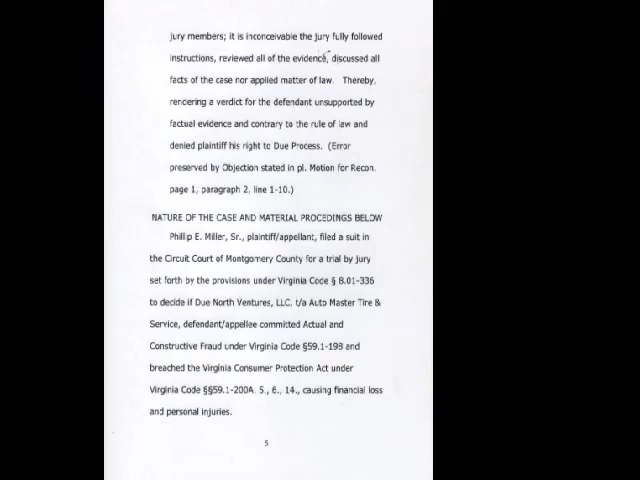 jury members; it is inconceivable the jury fully followed
instructions, reviewed all of the evidence, discussed all
facts of the case nor applied matter of law. Thereby,
rendering a verdict for the defendant unsupported by
factual evidence and contrary to the rule of law and
denied plaintiff his right to Due Process. (Error
preserved by Objection stated in pl. Motion for Recon.
page 1, paragraph 2, line 1-10.)
NATURE OF THE CASE AND MATERIAL PROCEDINGS BELOW
Phillip E. Miller, Sr., plaintiff/appellant, filed a suit in
the Circuit Court of Montgomery County for a trial by jury
set forth by the provisions under Virginia Code § 8.01-336
to decide if Due North Ventures, LLC, t/a Auto Master Tire &
Service, defendant/appellee committed Actual and
Constructive Fraud under Virginia Code §59.1-198 and
breached the Virginia Consumer Protection Act under
Virginia Code §§59.1-200A. 5., 6., 14., causing financial loss
and personal injuries.
5